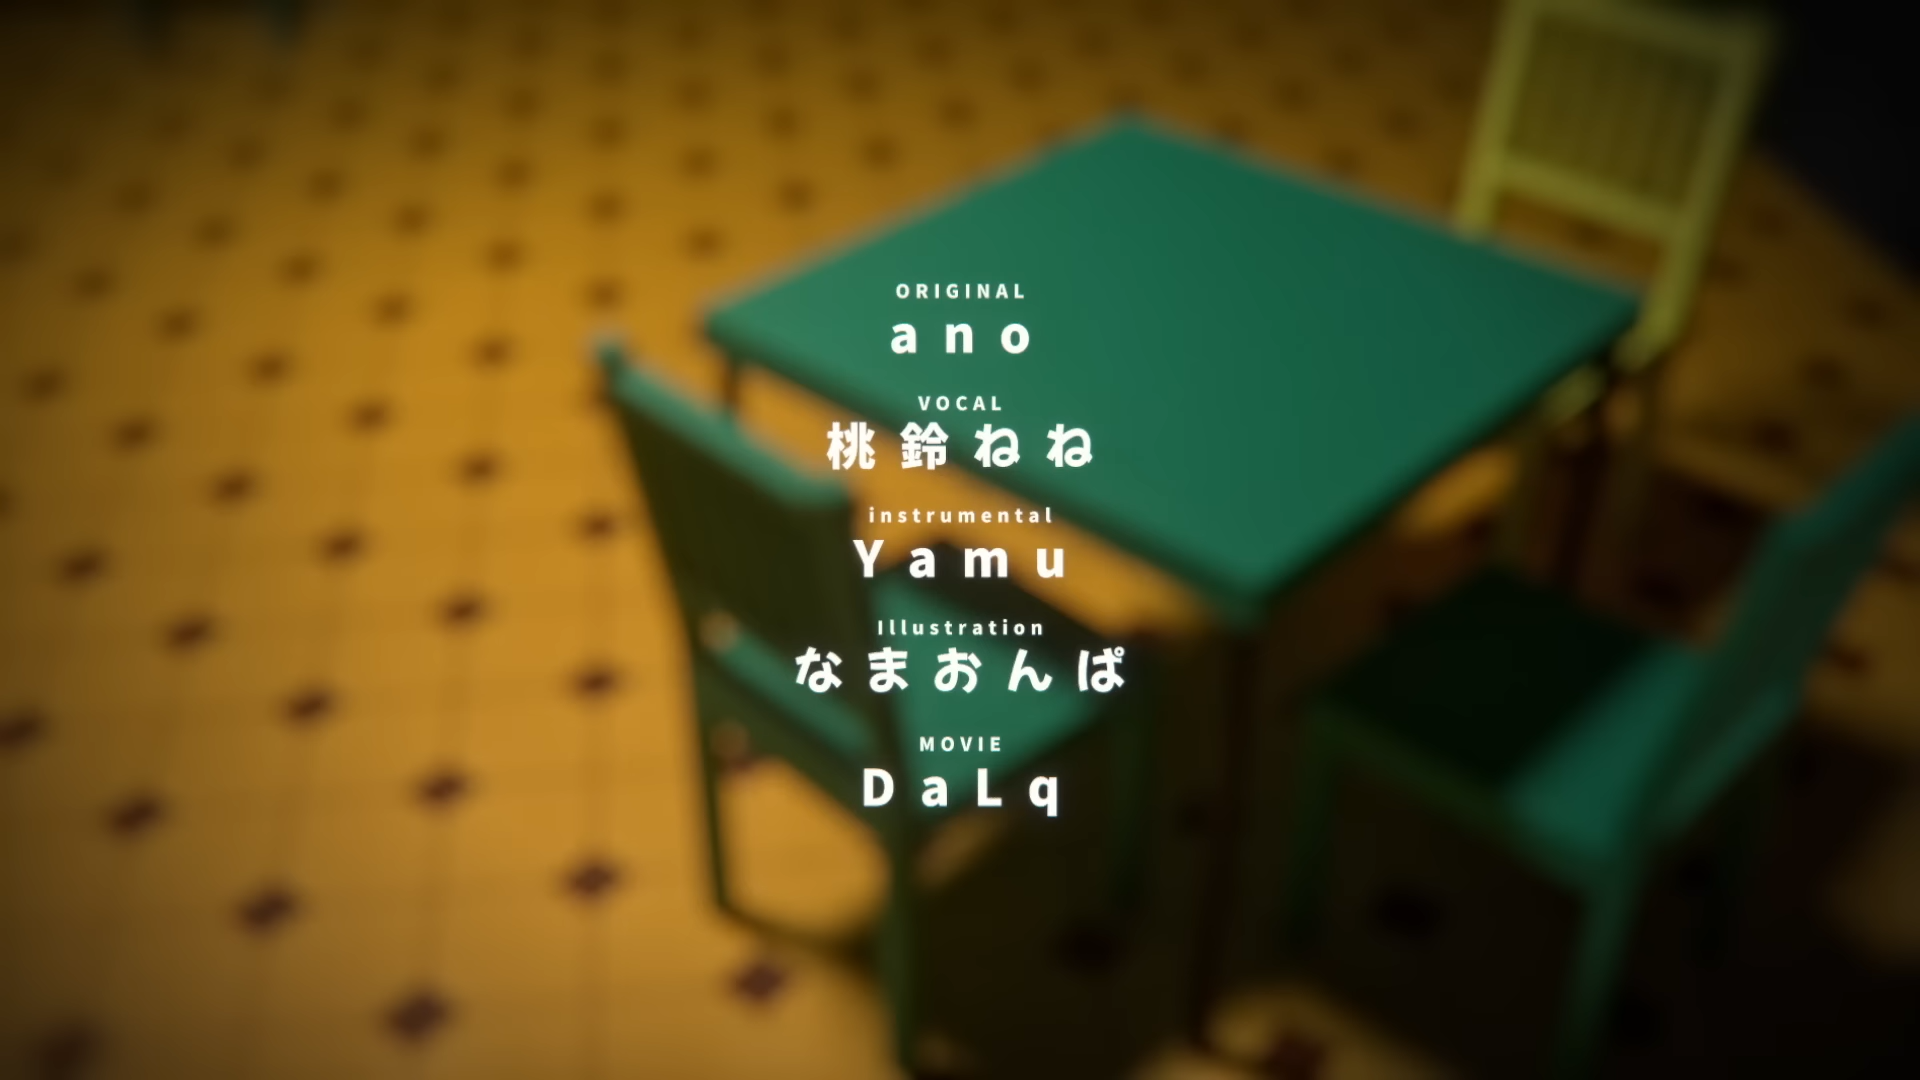 ORIGINAL
ano
VOCAL
桃鈴ねね
instrumental
Yamu
Illustration
なまおんぱ
MOVIE
DaLq